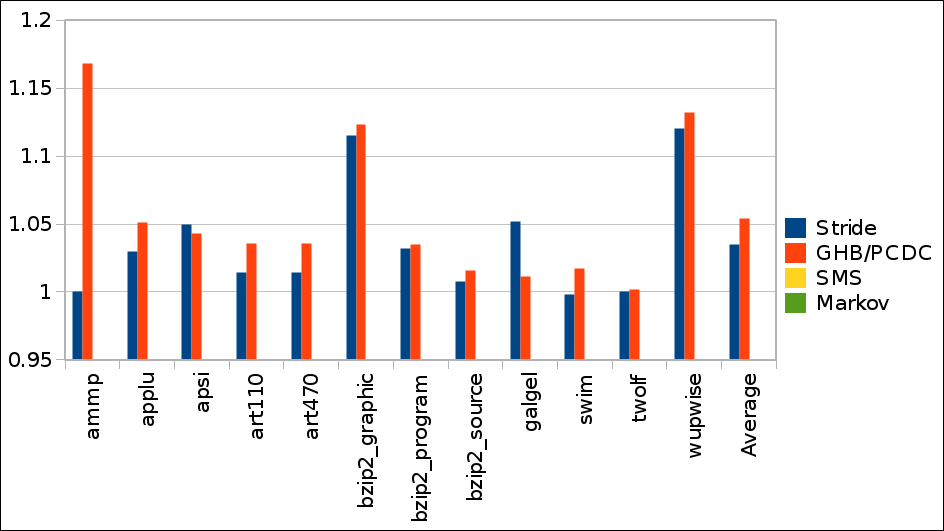 1.2
1.15
1.1
1.05
1
0.95
ammp
applu
apsi
art110
art470
bzip2_graphic
bzip2_program
bzip2_source
galgel
swim
twolf
wupwise
Average
Stride
GHB/PCDC
SMS
Markov